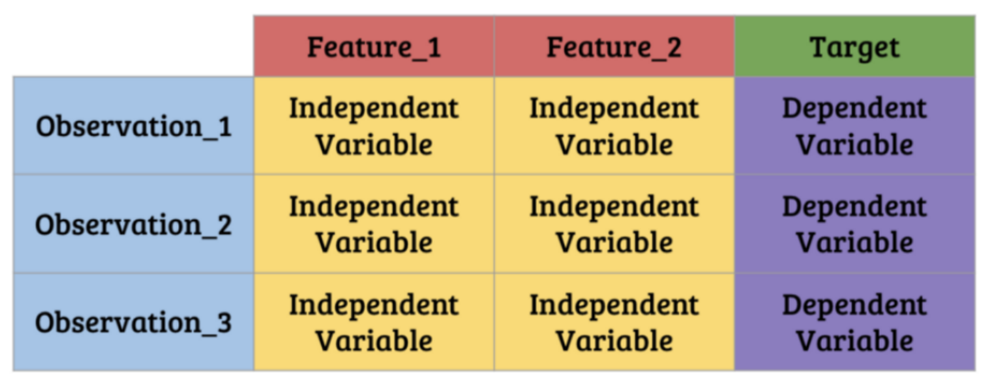 Feature_1 Feature_2 Target
Observation_1 Independent Variable Independent Variable Dependent Variable
Observation_2 Independent Variable Independent Variable Dependent Variable
Observation_3 Independent Variable Independent Variable Dependent Variable